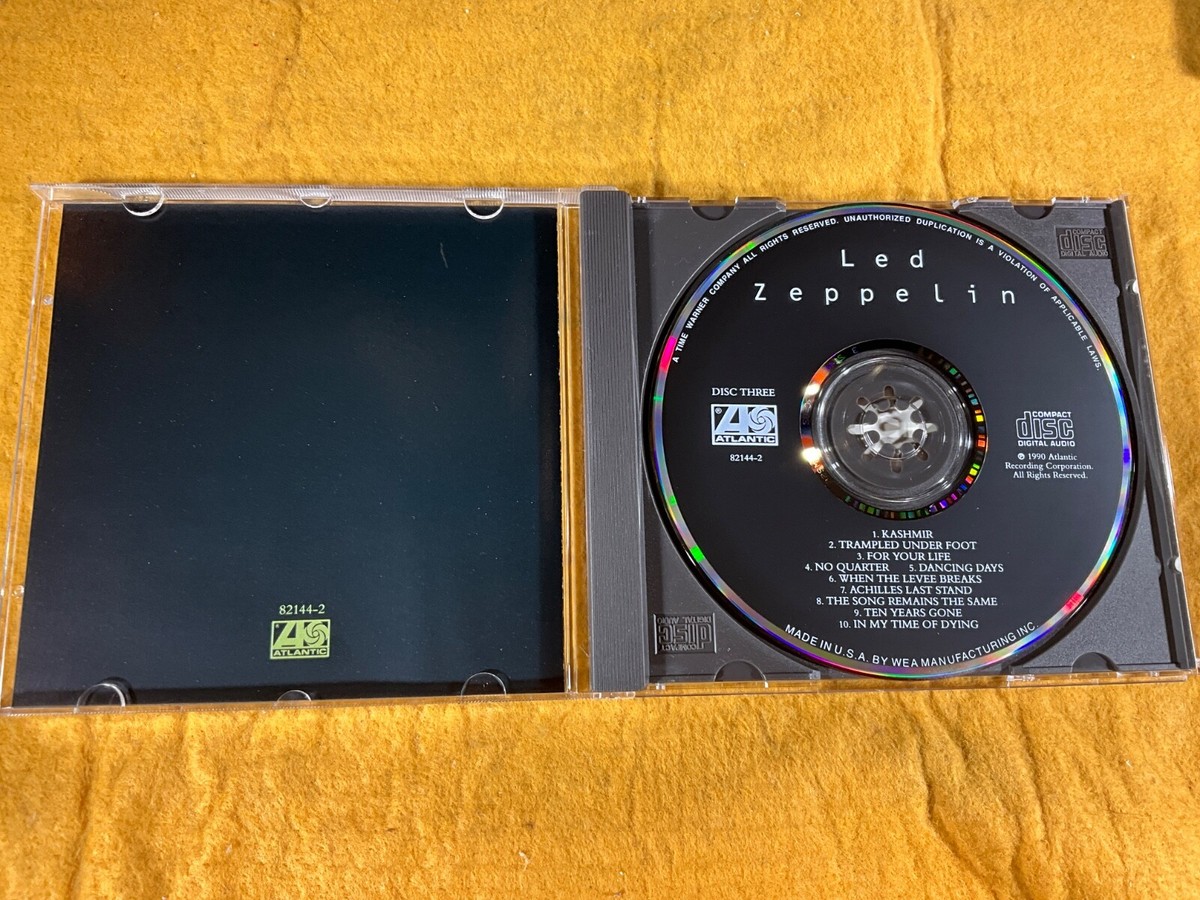 82144-2
ATLANTIC
A TIME WARNER COMPANY ALL RIGHTS RESERVED. UNAUTHORIZED DUPLICATION IS A VIOLATION OF APPLICABLE LAWS.
Led
Zeppelin
DISC THREE
® ATLANTIC
82144-2
COMPACT
disc
DIGITAL AUDIO
℗ 1990 Atlantic
Recording Corporation.
All Rights Reserved.
1. KASHMIR
2. TRAMPLED UNDER FOOT
3. FOR YOUR LIFE
4. NO QUARTER 5. DANCING DAYS
6. WHEN THE LEVEE BREAKS
7. ACHILLES LAST STAND
8. THE SONG REMAINS THE SAME
9. TEN YEARS GONE
10. IN MY TIME OF DYING
MADE IN U.S.A. BY WEA MANUFACTURING INC.
COMPACT
disc
DIGITAL AUDIO
COMPACT
disc
DIGITAL AUDIO